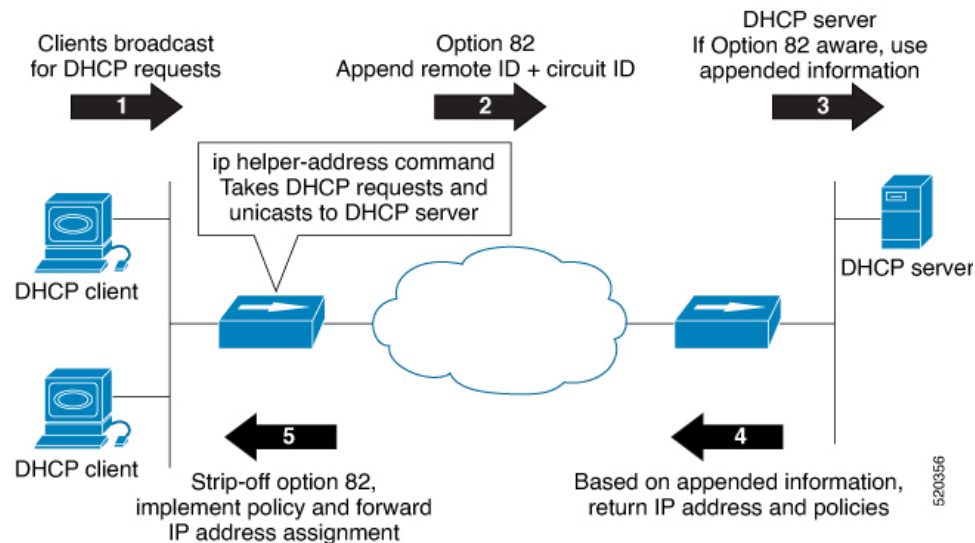 Clients broadcast
for DHCP requests
1
Option 82
Append remote ID + circuit ID
2
DHCP server
If Option 82 aware, use
appended information
3
ip helper-address command
Takes DHCP requests and
unicasts to DHCP server
DHCP client
DHCP server
DHCP client
5
Strip-off option 82,
implement policy and forward
IP address assignment
4
Based on appended information,
return IP address and policies
520356